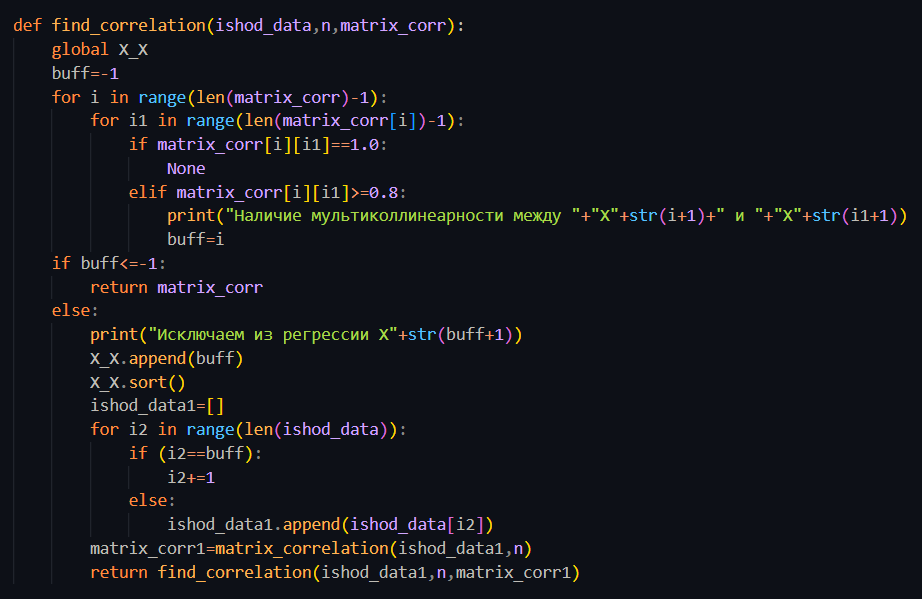 def find_correlation(ishod_data,n,matrix_corr):
    global X_X
    buff=-1
    for i in range(len(matrix_corr)-1):
        for i1 in range(len(matrix_corr[i])-1):
            if matrix_corr[i][i1]==1.0:
                None
            elif matrix_corr[i][i1]>=0.8:
                print("Наличие мультиколлинеарности между "+"X"+str(i+1)+" и "+"X"+str(i1+1))
                buff=i
    if buff<=-1:
        return matrix_corr
    else:
        print("Исключаем из регрессии X"+str(buff+1))
        X_X.append(buff)
        X_X.sort()
        ishod_data1=[]
        for i2 in range(len(ishod_data)):
            if (i2==buff):
                i2+=1
            else:
                ishod_data1.append(ishod_data[i2])
        matrix_corr1=matrix_correlation(ishod_data1,n)
        return find_correlation(ishod_data1,n,matrix_corr1)